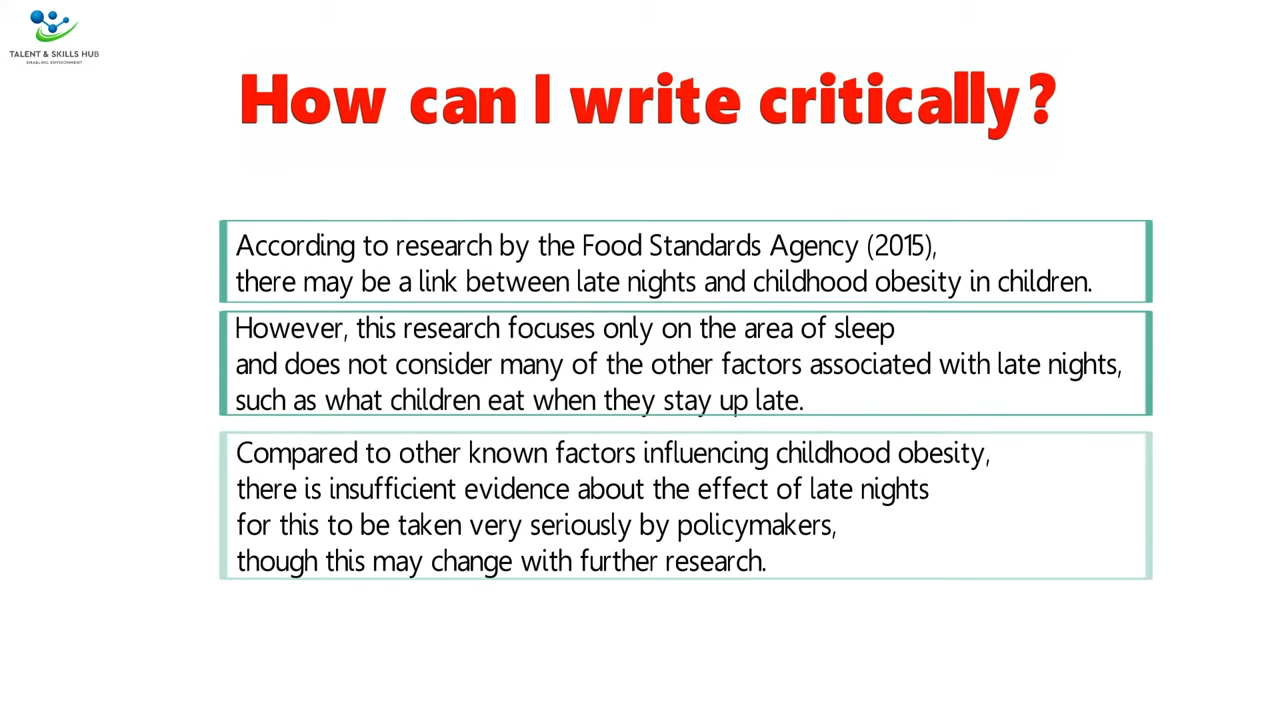 TALENT & SKILLS HUB
ENABLING ENVIRONMENT
How can I write critically?
According to research by the Food Standards Agency (2015),
there may be a link between late nights and childhood obesity in children.
However, this research focuses only on the area of sleep
and does not consider many of the other factors associated with late nights,
such as what children eat when they stay up late.
Compared to other known factors influencing childhood obesity,
there is insufficient evidence about the effect of late nights
for this to be taken very seriously by policymakers,
though this may change with further research.